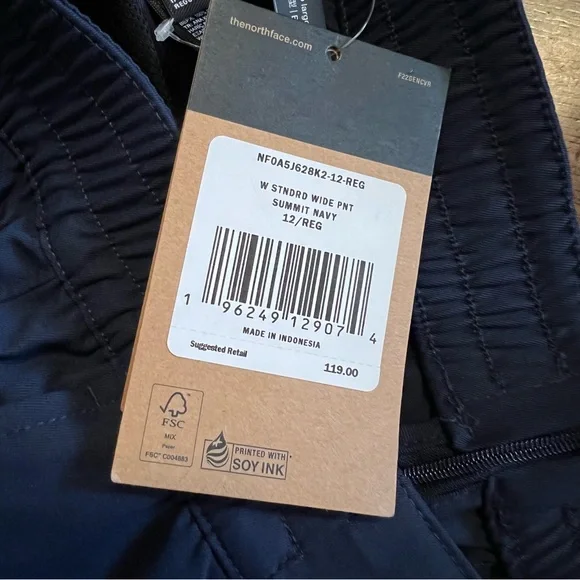 thenorthface.com
F22SENCVR
NF0A5J628K2-12-REG
W STNDRD WIDE PNT
SUMMIT NAVY
12/REG
1 96249 12907 4
MADE IN INDONESIA
Suggested Retail
119.00
FSC
MIX
Paper
FSC® C004883
PRINTED WITH
SOY INK